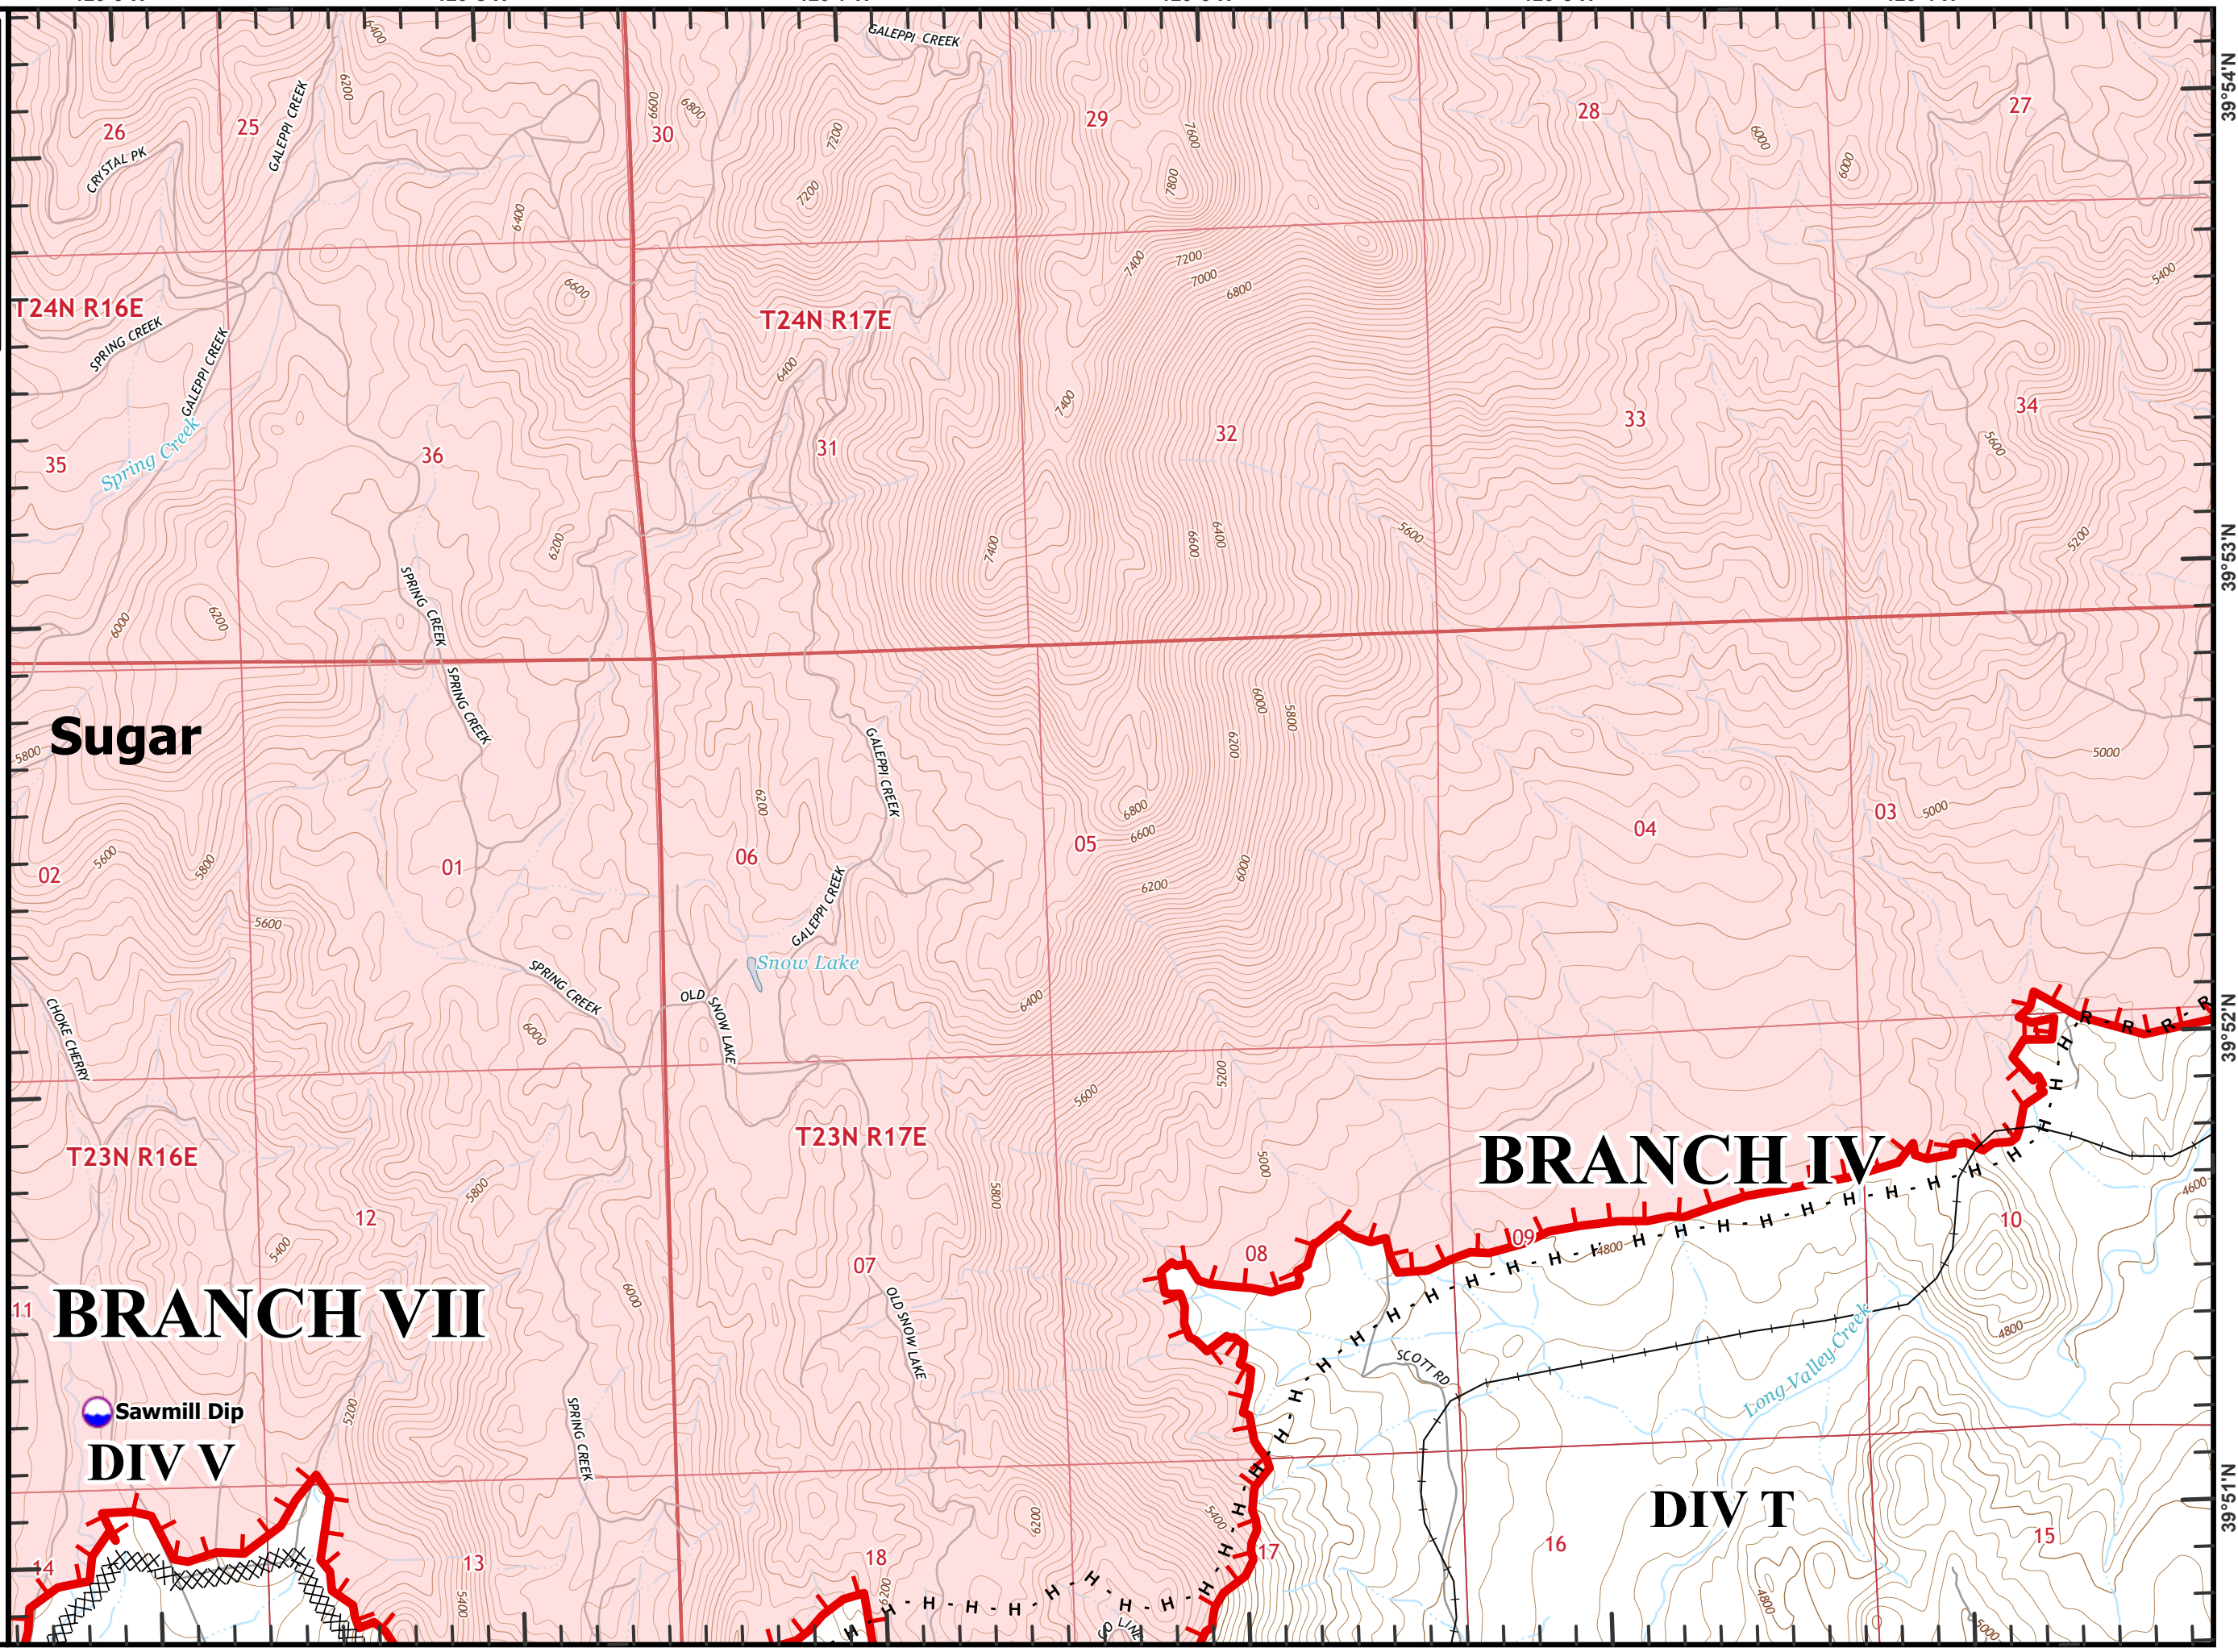 GALEPPI CREEK
6400
6200
GALEPPI CREEK
6600
6800
7200
7600
39°54'N
26
25
30
29
28
27
CRYSTAL PK
6400
7200
7800
6000
6000
T24N R16E
6600
T24N R17E
7400
7200
7000
6800
5400
SPRING CREEK
GALEPPI CREEK
6400
7400
Spring Creek
35
36
31
32
33
34
5600
6200
7400
6600
6400
5600
5200
39°53'N
6000
6200
SPRING CREEK
SPRING CREEK
Sugar
5800
GALEPPI CREEK
6000
5800
6200
5000
6200
6800
6600
5000
02
5600
5800
01
06
05
04
03
6200
6000
5600
GALEPPI CREEK
Snow Lake
SPRING CREEK
OLD SNOW LAKE
6400
CHOKE CHERRY
6000
R - R - R - R
39°52'N
5200
5600
T23N R16E
T23N R17E
BRANCH IV
5800
5800
5000
4600
12
5400
07
08
09
4800
10
H - H - H - H - H - H
11
BRANCH VII
6000
OLD SNOW LAKE
4800
Long Valley Creek
SCOTT RD
Sawmill Dip
5200
SPRING CREEK
DIV V
DIV T
39°51'N
6200
5400
14
13
18
17
16
15
5400
6200
H - H - H - H - H - H
CO LINE
4800
5000